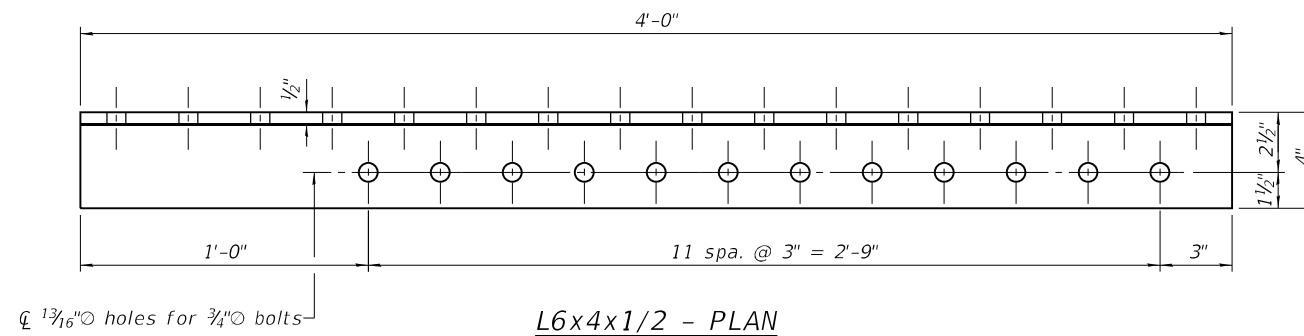 4'-0"
½"
2½"
4"
1½"
1'-0"
11 spa. @ 3" = 2'-9"
3"
℄ 13/16"∅ holes for ¾"∅ bolts
L6x4x1/2 - PLAN